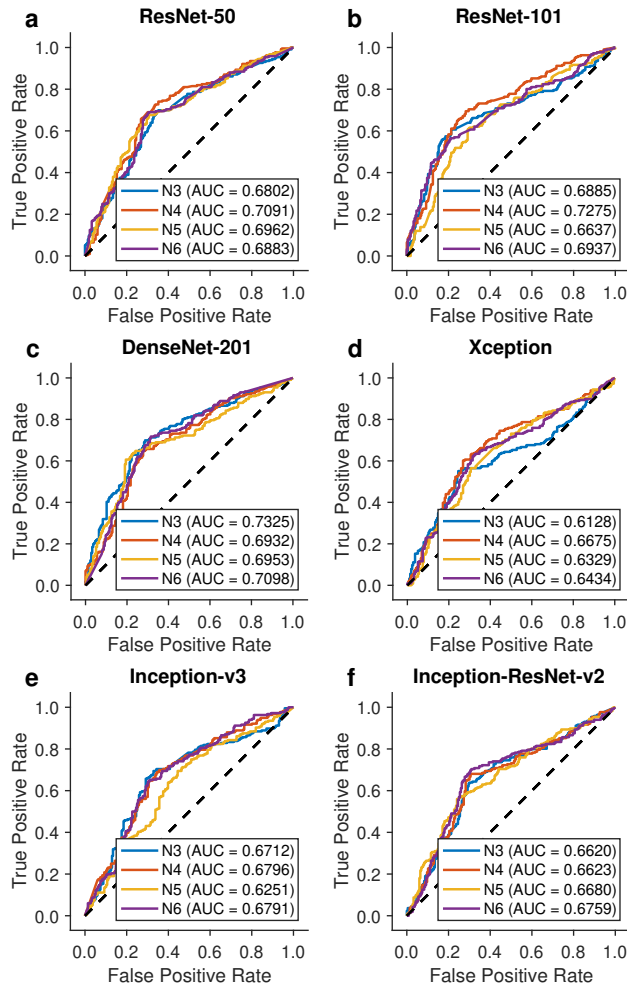 a ResNet-50
1.0
0.8
0.6
0.4
0.2
0.0
True Positive Rate
N3 (AUC = 0.6802)
N4 (AUC = 0.7091)
N5 (AUC = 0.6962)
N6 (AUC = 0.6883)
0.0 0.2 0.4 0.6 0.8 1.0
False Positive Rate
b ResNet-101
1.0
0.8
0.6
0.4
0.2
0.0
True Positive Rate
N3 (AUC = 0.6885)
N4 (AUC = 0.7275)
N5 (AUC = 0.6637)
N6 (AUC = 0.6937)
0.0 0.2 0.4 0.6 0.8 1.0
False Positive Rate
c DenseNet-201
1.0
0.8
0.6
0.4
0.2
0.0
True Positive Rate
N3 (AUC = 0.7325)
N4 (AUC = 0.6932)
N5 (AUC = 0.6953)
N6 (AUC = 0.7098)
0.0 0.2 0.4 0.6 0.8 1.0
False Positive Rate
d Xception
1.0
0.8
0.6
0.4
0.2
0.0
True Positive Rate
N3 (AUC = 0.6128)
N4 (AUC = 0.6675)
N5 (AUC = 0.6329)
N6 (AUC = 0.6434)
0.0 0.2 0.4 0.6 0.8 1.0
False Positive Rate
e Inception-v3
1.0
0.8
0.6
0.4
0.2
0.0
True Positive Rate
N3 (AUC = 0.6712)
N4 (AUC = 0.6796)
N5 (AUC = 0.6251)
N6 (AUC = 0.6791)
0.0 0.2 0.4 0.6 0.8 1.0
False Positive Rate
f Inception-ResNet-v2
1.0
0.8
0.6
0.4
0.2
0.0
True Positive Rate
N3 (AUC = 0.6620)
N4 (AUC = 0.6623)
N5 (AUC = 0.6680)
N6 (AUC = 0.6759)
0.0 0.2 0.4 0.6 0.8 1.0
False Positive Rate